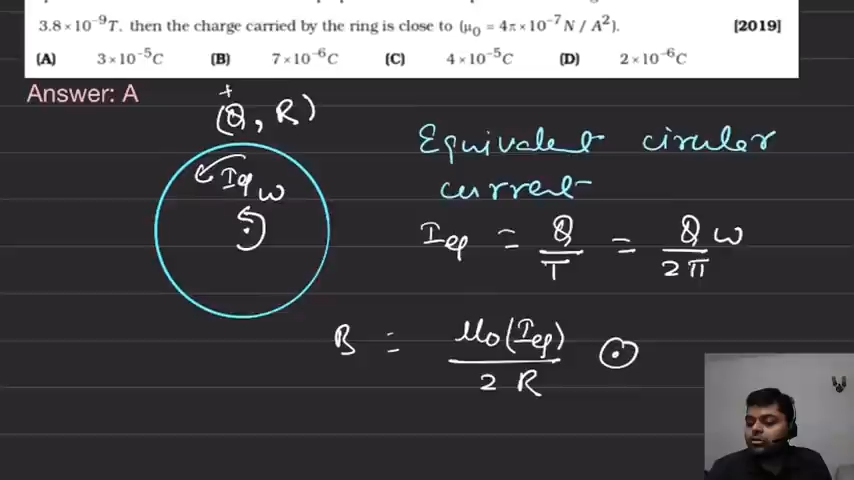 3.8×10⁻⁹T. then the charge carried by the ring is close to (μ₀ = 4π×10⁻⁷N / A²). [2019]
(A) 3×10⁻⁵C (B) 7×10⁻⁶C (C) 4×10⁻⁵C (D) 2×10⁻⁶C
Answer: A
+
(Q, R)
Equivalent circular
current
Ieq
ω
Ieq = Q/T = Qω/2π
B = μ₀(Ieq)/2R ⊙